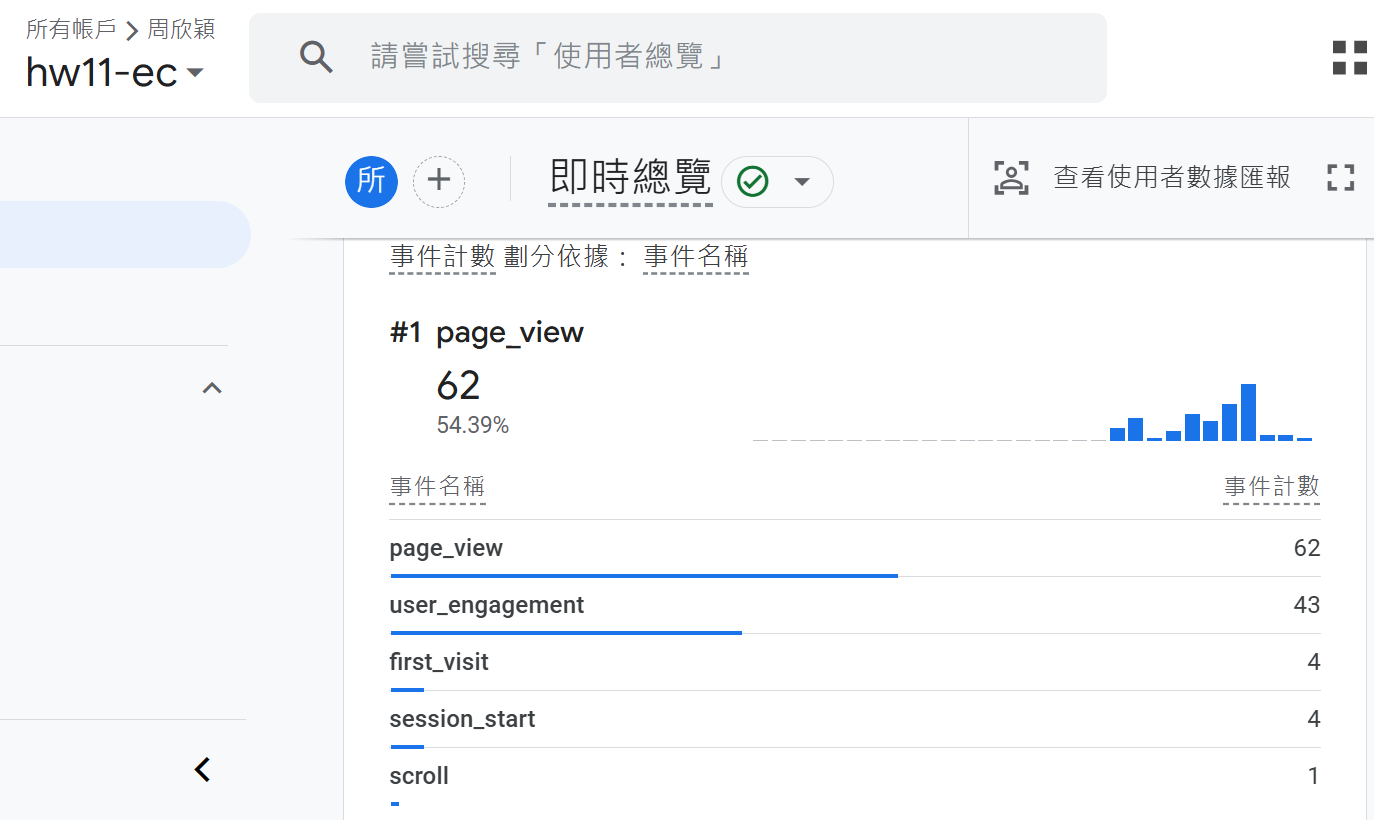 所有帳戶 > 周欣穎
hw11-ec
請嘗試搜尋「使用者總覽」
所
即時總覽
查看使用者數據匯報
事件計數 劃分依據： 事件名稱
#1 page_view
62
54.39%
事件名稱 事件計數
page_view 62
user_engagement 43
first_visit 4
session_start 4
scroll 1